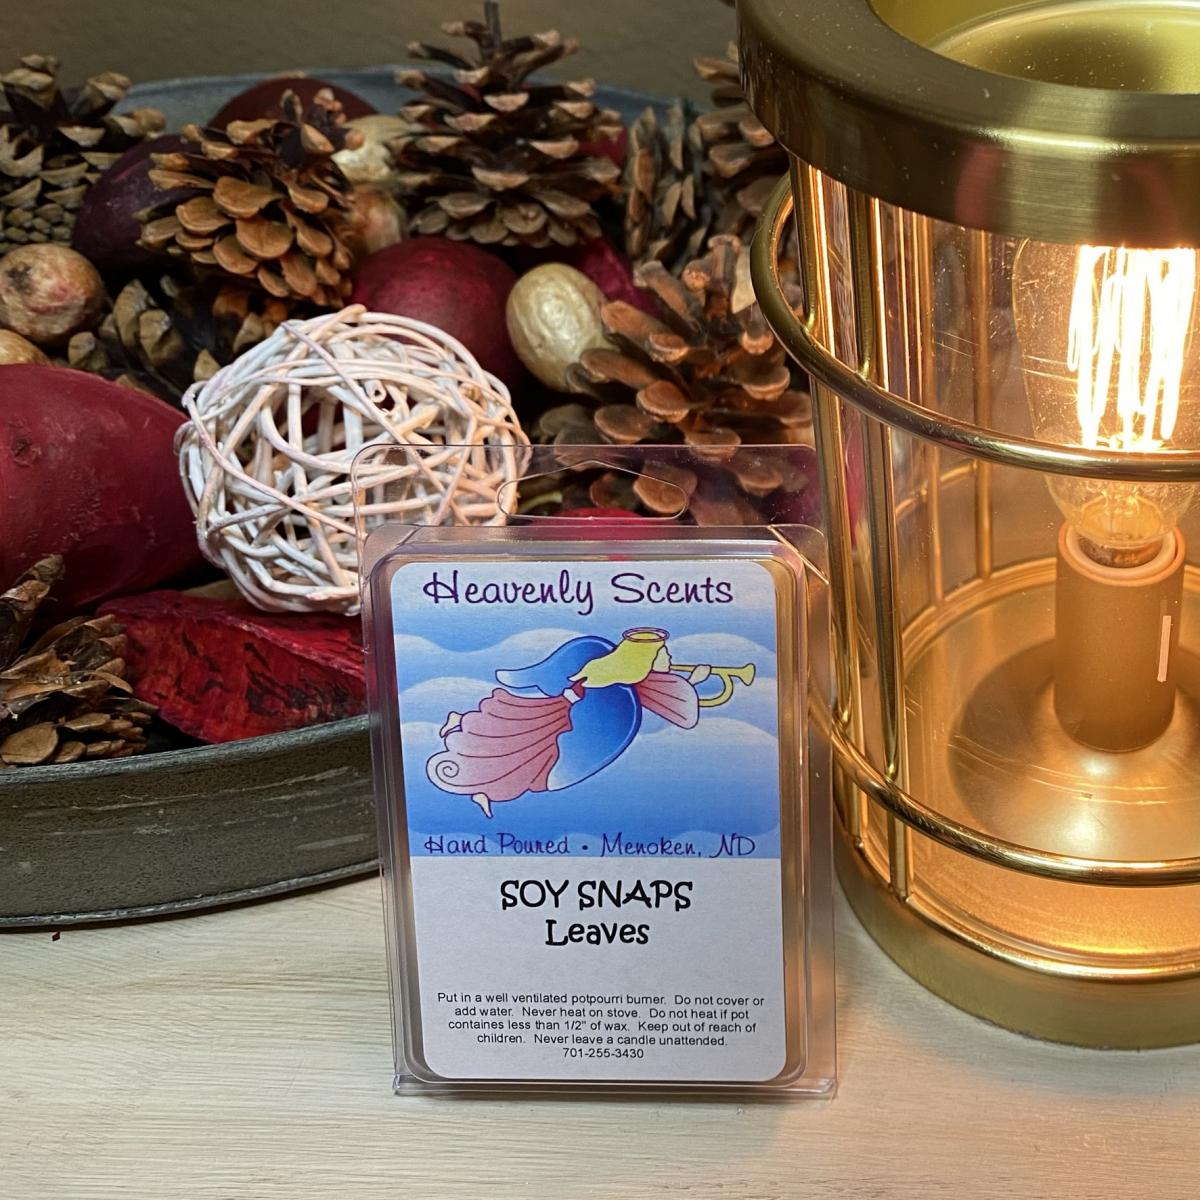 Heavenly Scents
Hand Poured • Menoken, ND
SOY SNAPS
Leaves
Put in a well ventilated potpourri burner. Do not cover or
add water. Never heat on stove. Do not heat if pot
containes less than 1/2" of wax. Keep out of reach of
children. Never leave a candle unattended.
701-255-3430